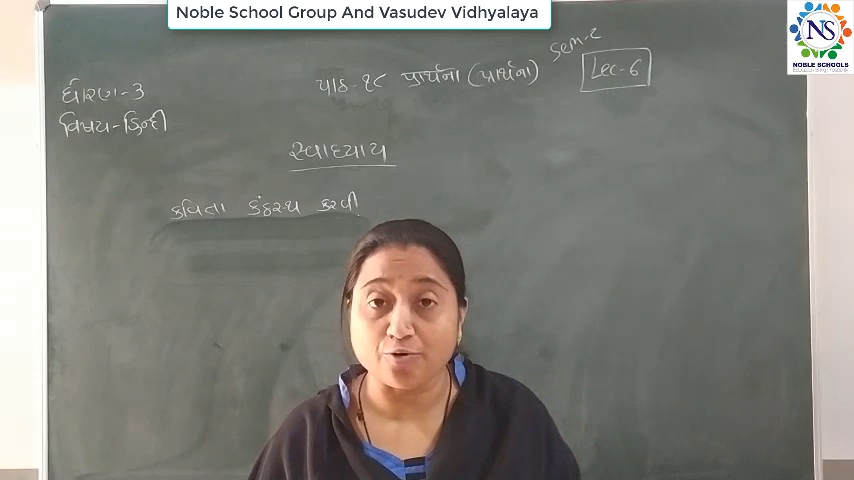 Noble School Group And Vasudev Vidhyalaya
NS
NOBLE SCHOOLS
ધોરણ-૩
વિષય-હિન્દી
પાઠ-૧૮ પ્રાર્થના (પ્રાર્થના)
Sem-2
Lec-6
સ્વાધ્યાય
કવિતા કંઠસ્થ કરવી.